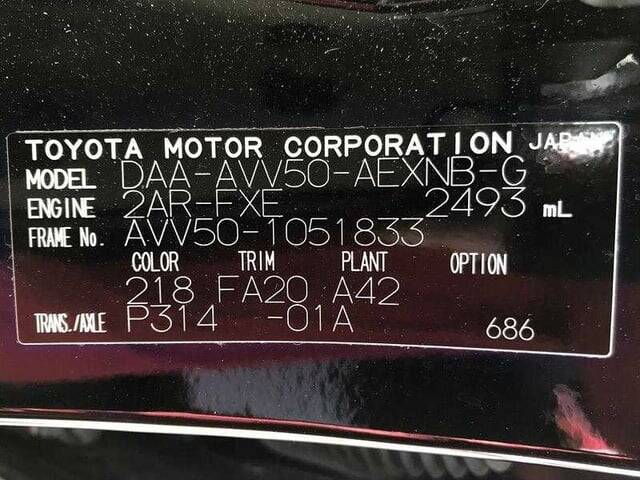 TOYOTA MOTOR CORPORATION JAPAN
MODEL DAA-AVV50-AEXNB-G
ENGINE 2AR-FXE 2493 mL
FRAME No. AVV50-1051833
COLOR TRIM PLANT OPTION
218 FA20 A42
TRANS./AXLE P314 -01A 686